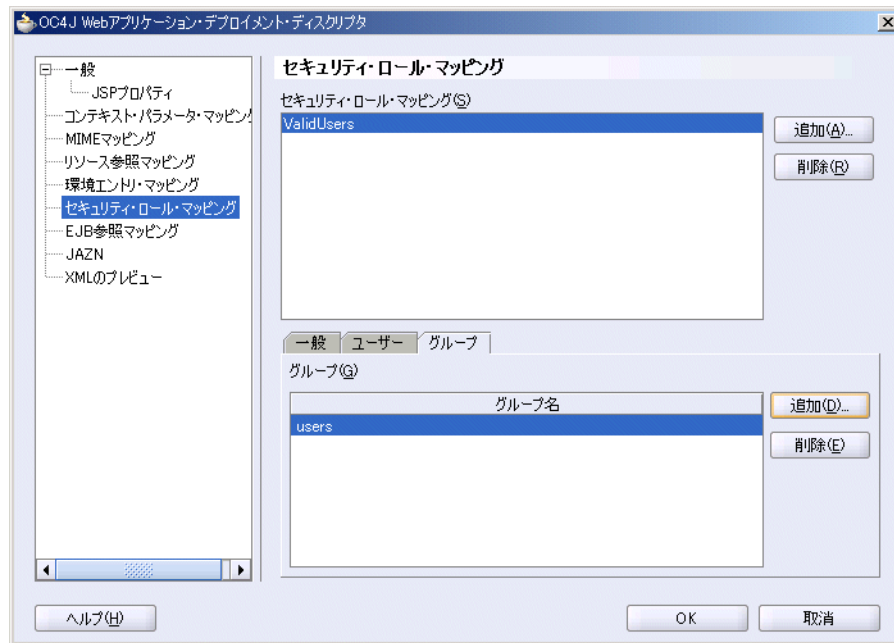 OC4J Webアプリケーション・デプロイメント・ディスクリプタ
一般
JSPプロパティ
コンテキスト・パラメータ・マッピング
MIMEマッピング
リソース参照マッピング
環境エントリ・マッピング
セキュリティ・ロール・マッピング
EJB参照マッピング
JAZN
XMLのプレビュー
セキュリティ・ロール・マッピング
セキュリティ・ロール・マッピング(S)
ValidUsers
追加(A)...
削除(R)
一般 ユーザー グループ
グループ(G)
グループ名
users
追加(D)...
削除(E)
ヘルプ(H)
OK
取消